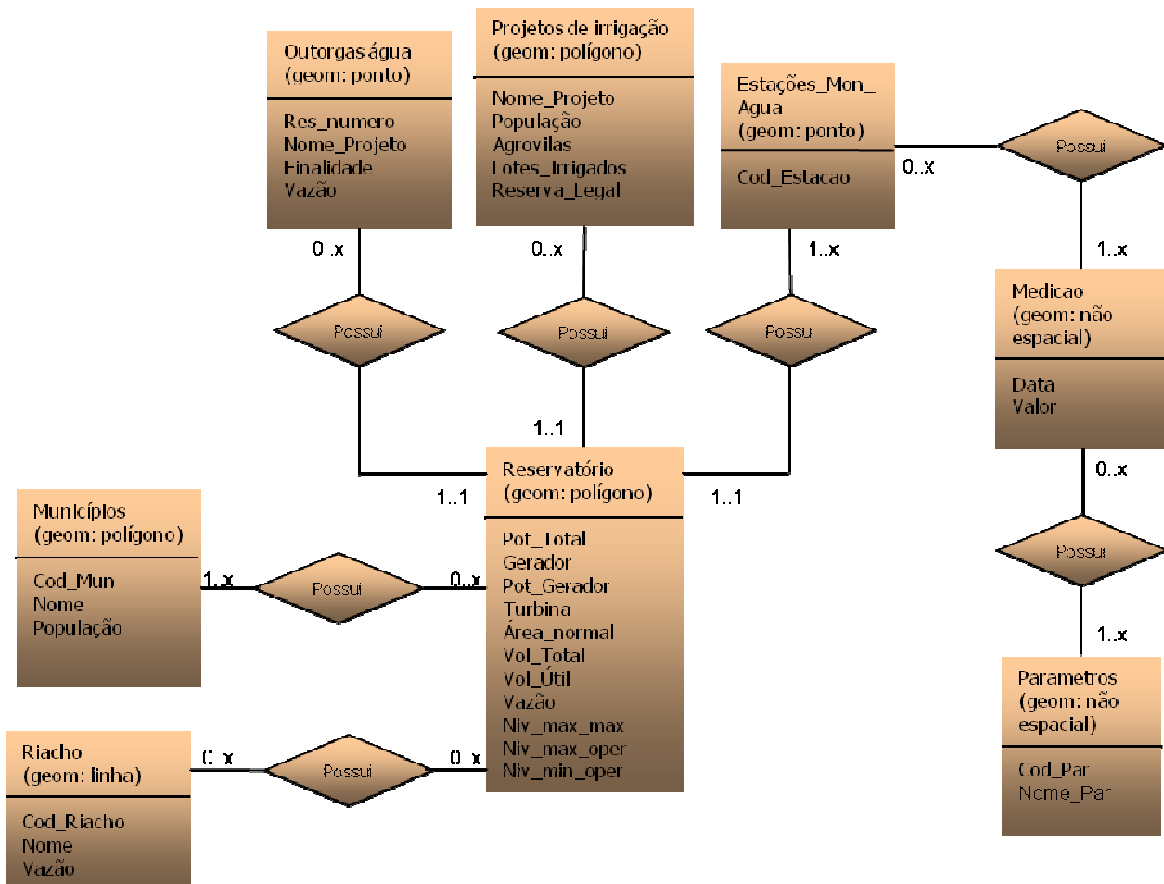 Outorgas água
(geom: ponto)
Res_numero
Nome_Projeto
Finalidade
Vazão
Projetos de irrigação
(geom: polígono)
Nome_Projeto
População
Agrovilas
Lotes_Irrigados
Reserva_Legal
Estações_Mon_
Agua
(geom: ponto)
Cod_Estacao
Possui
0..x
0..x
0..x
1..x
1..x
Possui
Possui
Possui
Medicao
(geom: não
espacial)
Data
Valor
1..1
1..1
1..1
Reservatório
(geom: polígono)
Pot_Total
Gerador
Pot_Gerador
Turbina
Área_normal
Vol_Total
Vol_Útil
Vazão
Niv_max_max
Niv_max_oper
Niv_min_oper
0..x
Possui
1..x
Municípios
(geom: polígono)
Cod_Mun
Nome
População
1..x
Possui
0..x
Parametros
(geom: não
espacial)
Cod_Par
Nome_Par
Riacho
(geom: linha)
Cod_Riacho
Nome
Vazão
0..x
Possui
0..x